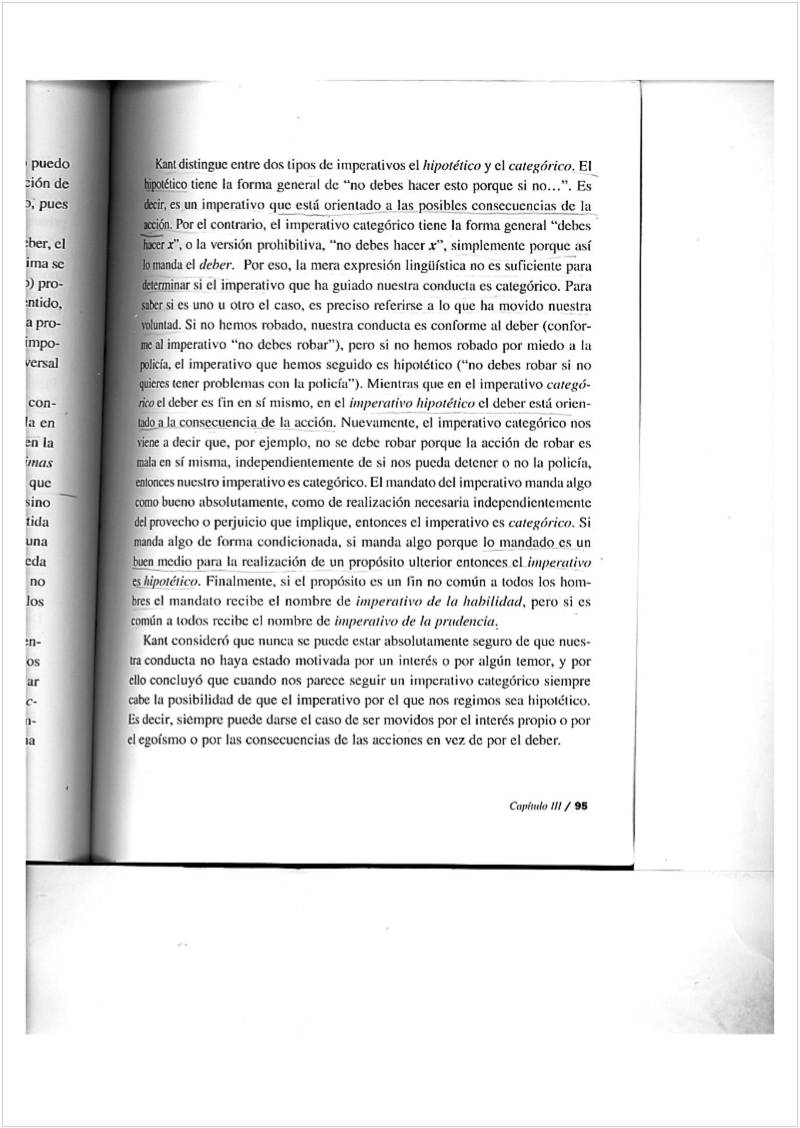 puedo
ción de
o, pues
eber, el
ima se
o) pro-
entido,
a pro-
impo-
versal
con-
la en
en la
imas
que
sino
tida
una
eda
no
los
en-
os
ar
c-
n-
na
Kant distingue entre dos tipos de imperativos el hipotético y el categórico. El
hipotético tiene la forma general de “no debes hacer esto porque si no...”. Es
decir, es un imperativo que está orientado a las posibles consecuencias de la
acción. Por el contrario, el imperativo categórico tiene la forma general “debes
hacer x”, o la versión prohibitiva, “no debes hacer x”, simplemente porque así
lo manda el deber. Por eso, la mera expresión lingüística no es suficiente para
determinar si el imperativo que ha guiado nuestra conducta es categórico. Para
saber si es uno u otro el caso, es preciso referirse a lo que ha movido nuestra
voluntad. Si no hemos robado, nuestra conducta es conforme al deber (confor-
me al imperativo “no debes robar”), pero si no hemos robado por miedo a la
policía, el imperativo que hemos seguido es hipotético (“no debes robar si no
quieres tener problemas con la policía”). Mientras que en el imperativo categó-
rico el deber es fin en sí mismo, en el imperativo hipotético el deber está orien-
tado a la consecuencia de la acción. Nuevamente, el imperativo categórico nos
viene a decir que, por ejemplo, no se debe robar porque la acción de robar es
mala en sí misma, independientemente de si nos pueda detener o no la policía,
entonces nuestro imperativo es categórico. El mandato del imperativo manda algo
como bueno absolutamente, como de realización necesaria independientemente
del provecho o perjuicio que implique, entonces el imperativo es categórico. Si
manda algo de forma condicionada, si manda algo porque lo mandado es un
buen medio para la realización de un propósito ulterior entonces el imperativo
es hipotético. Finalmente, si el propósito es un fin no común a todos los hom-
bres el mandato recibe el nombre de imperativo de la habilidad, pero si es
común a todos recibe el nombre de imperativo de la prudencia.
Kant consideró que nunca se puede estar absolutamente seguro de que nues-
tra conducta no haya estado motivada por un interés o por algún temor, y por
ello concluyó que cuando nos parece seguir un imperativo categórico siempre
cabe la posibilidad de que el imperativo por el que nos regimos sea hipotético.
Es decir, siempre puede darse el caso de ser movidos por el interés propio o por
el egoísmo o por las consecuencias de las acciones en vez de por el deber.
Capítulo III / 95